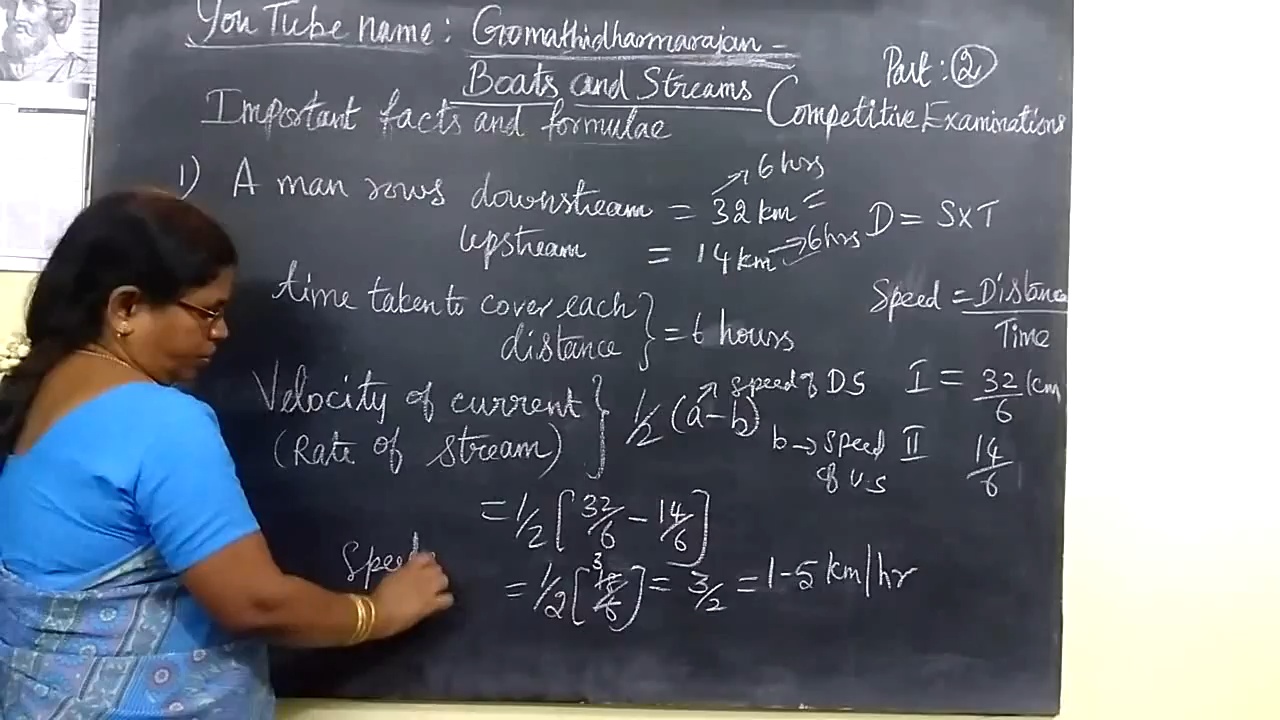 YouTube name: Gomathidharmarajan
Boats and Streams
Part: 2
Important facts and formulae
Competitive Examinations
1) A man rows downstream = 32 km → 6 hrs
Upstream = 14 km → 6 hrs
D = S×T
time taken to cover each distance } = 6 hours
Speed = Distance / Time
Velocity of current (Rate of stream) } 1/2 (a-b)
a → speed of DS
b → speed of U.S
I = 32/6 km
II 14/6
= 1/2 [32/6 - 14/6]
= 1/2 [18/6] 3 = 3/2 = 1-5 km/hr
Speed